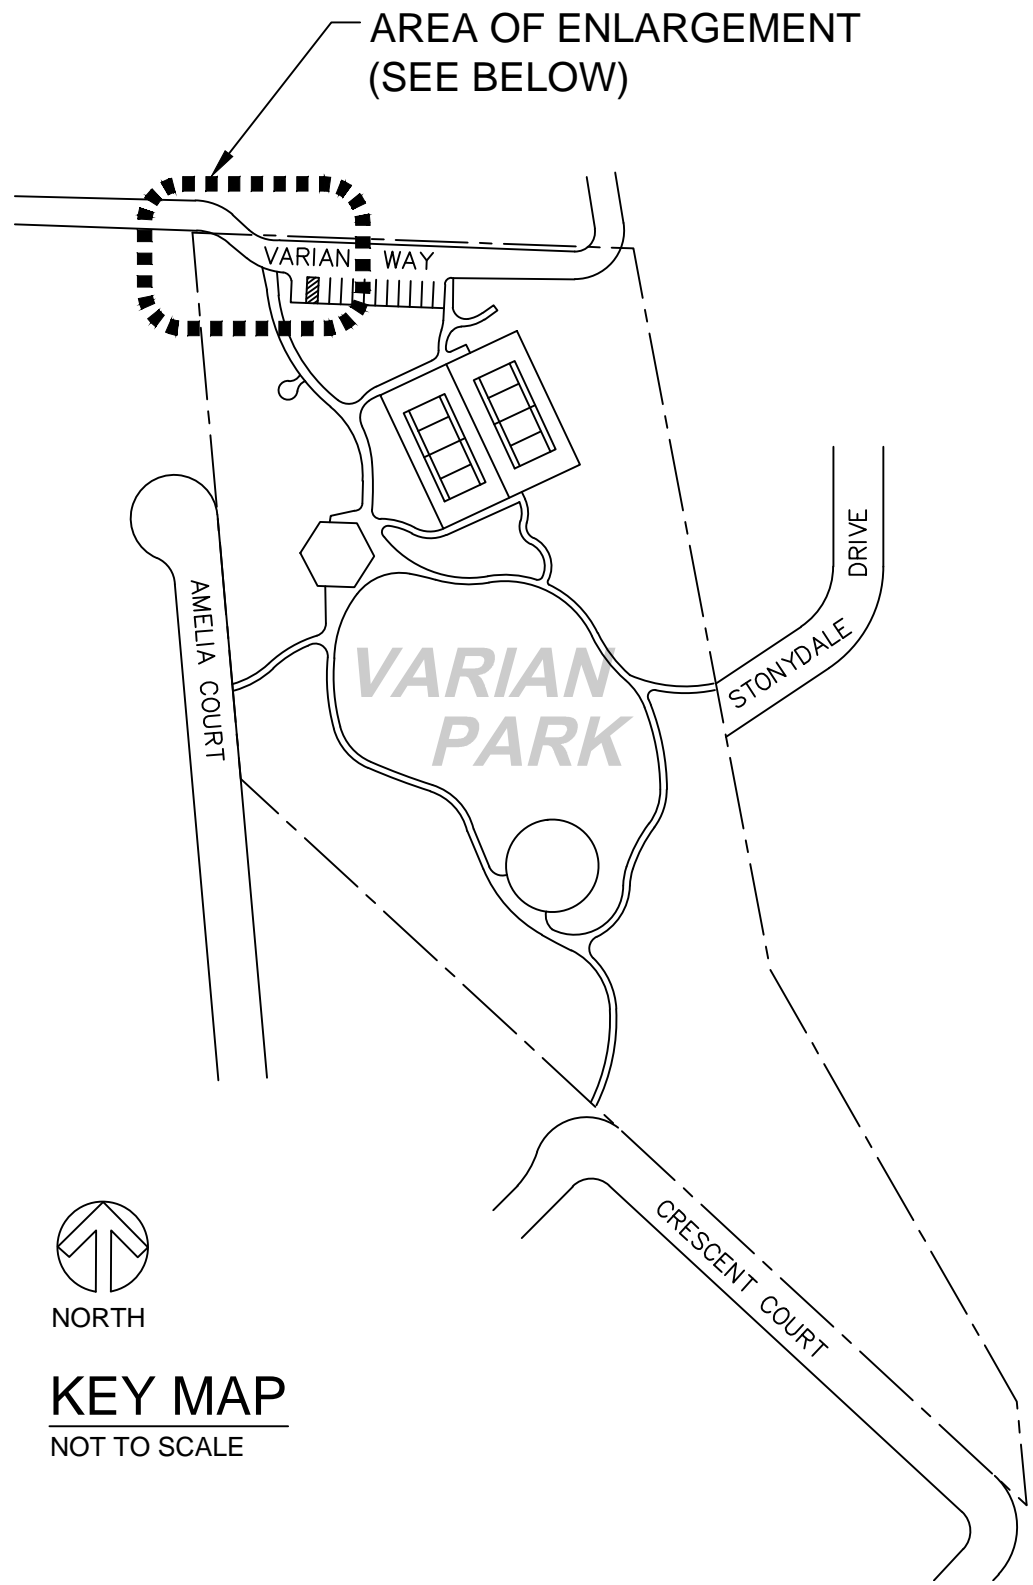 AREA OF ENLARGEMENT
(SEE BELOW)
VARIAN WAY
DRIVE
STONYDALE
AMELIA COURT
VARIAN
PARK
CRESCENT COURT
NORTH
KEY MAP
NOT TO SCALE